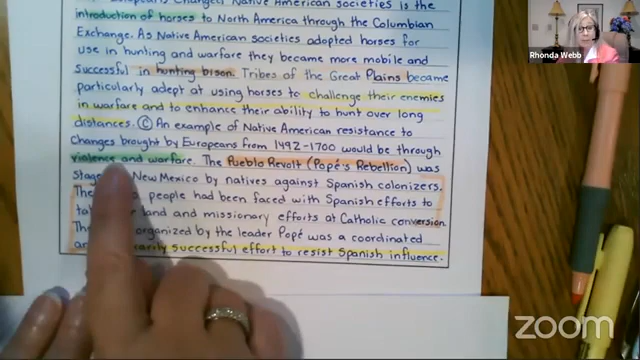 Europeans changed Native American societies is the
introduction of horses to North America through the Columbian
Exchange. As Native American societies adopted horses for
use in hunting and warfare they became more mobile and
successful in hunting bison. Tribes of the Great Plains became
particularly adept at using horses to challenge their enemies
in warfare and to enhance their ability to hunt over long
distances. Ⓒ An example of Native American resistance to
changes brought by Europeans from 1492-1700 would be through
violence and warfare. The Pueblo Revolt (Popé's Rebellion) was
New Mexico by natives against Spanish colonizers.
people had been faced with Spanish efforts to
land and missionary efforts at Catholic conversion.
organized by the leader Popé was a coordinated
successful effort to resist Spanish influence.
Rhonda Webb
zoom